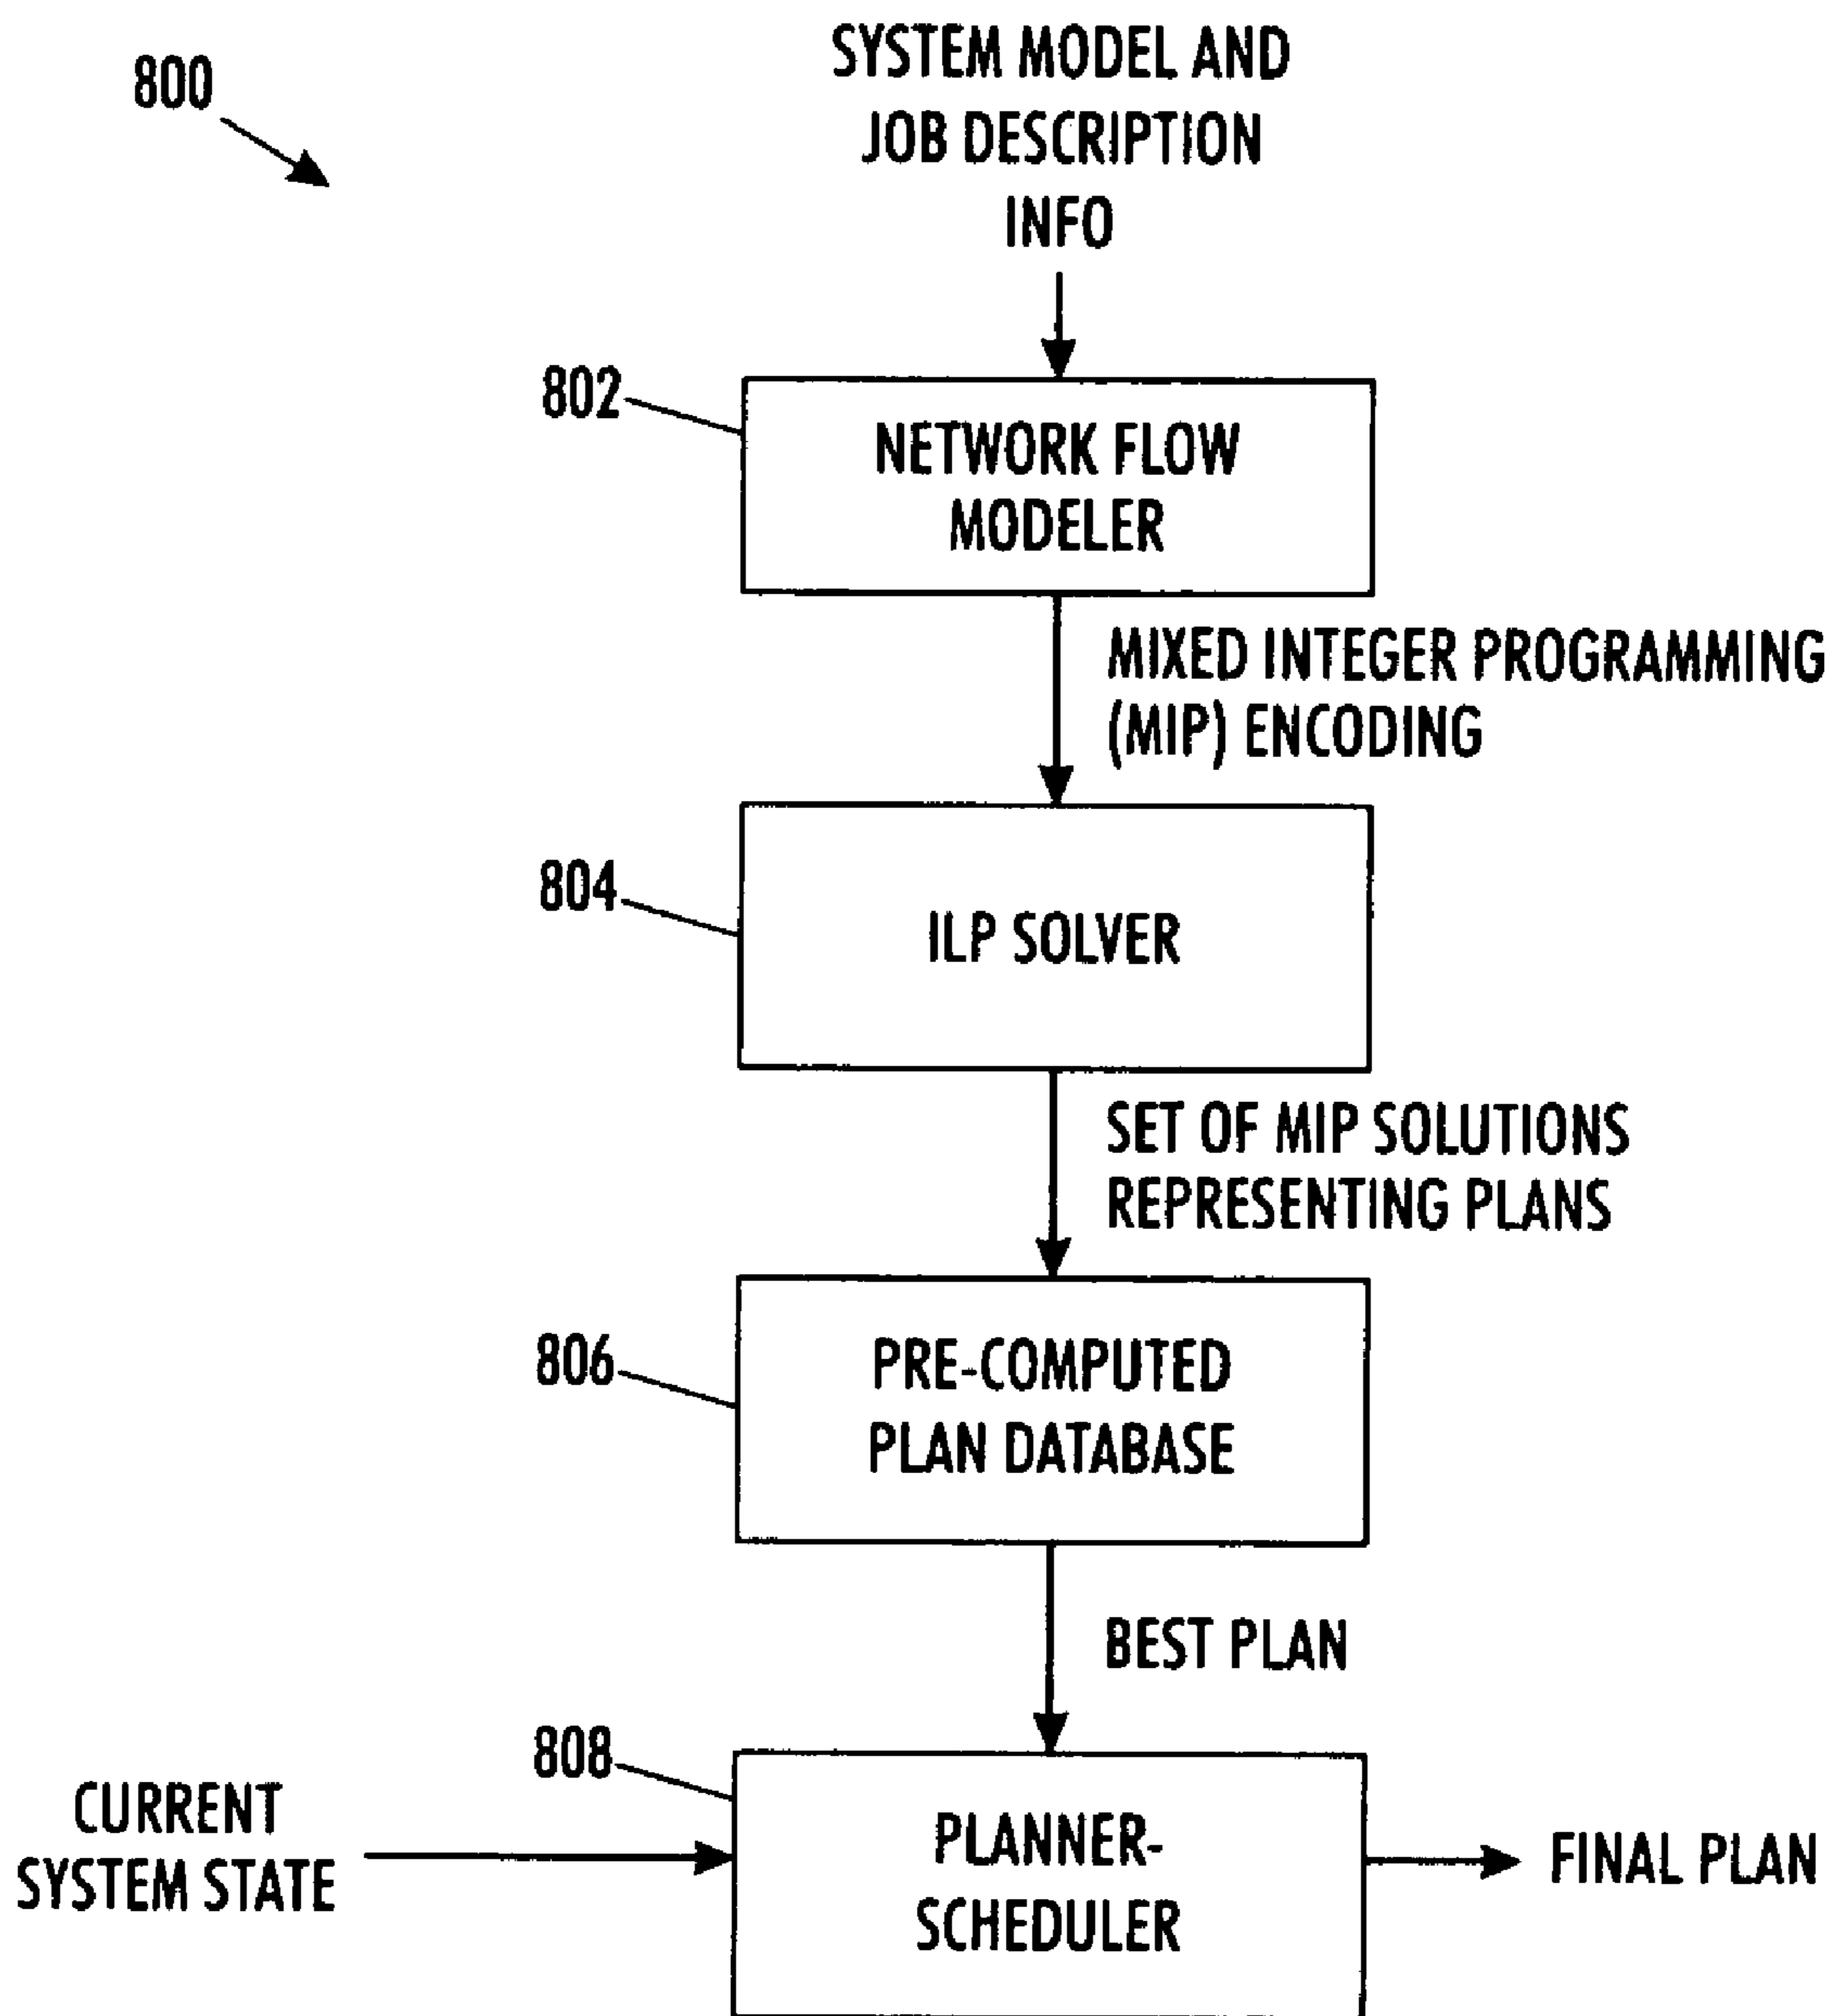 800
SYSTEM MODEL AND
JOB DESCRIPTION
INFO
802
NETWORK FLOW
MODELER
MIXED INTEGER PROGRAMMING
(MIP) ENCODING
804
ILP SOLVER
SET OF MIP SOLUTIONS
REPRESENTING PLANS
806
PRE-COMPUTED
PLAN DATABASE
BEST PLAN
808
CURRENT
SYSTEM STATE
PLANNER-
SCHEDULER
FINAL PLAN